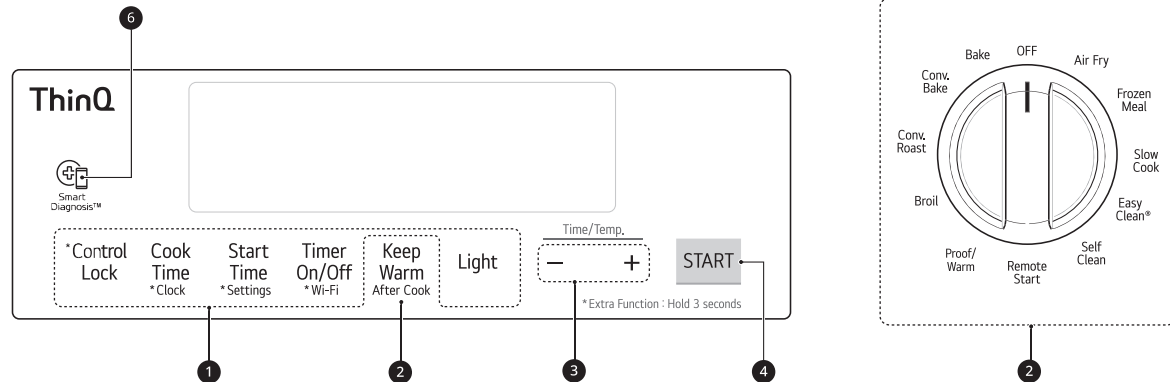 6
ThinQ
Smart
Diagnosis™
*Control
Lock
Cook
Time
*Clock
Start
Time
*Settings
Timer
On/Off
*Wi-Fi
Keep
Warm
After Cook
Light
Time/Temp.
− +
START
*Extra Function : Hold 3 seconds
1
2
3
4
OFF
Air Fry
Frozen
Meal
Slow
Cook
Easy
Clean®
Self
Clean
Remote
Start
Proof/
Warm
Broil
Conv.
Roast
Conv.
Bake
Bake
2